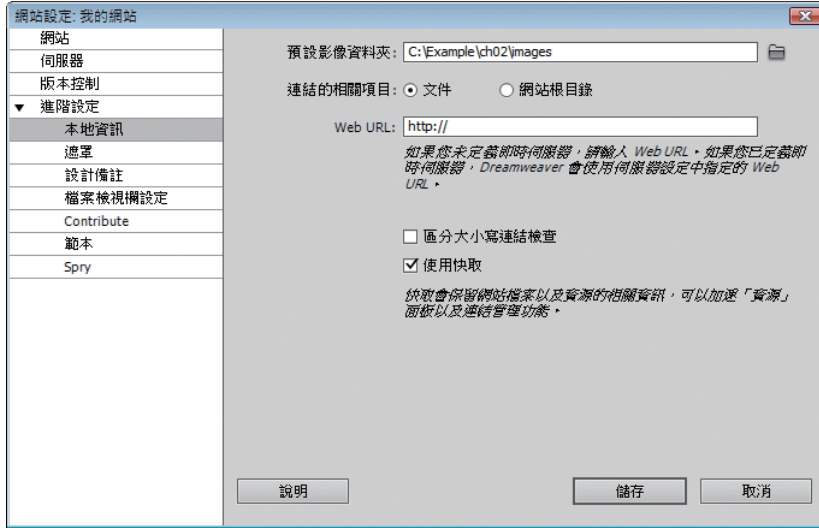 網站設定: 我的網站
網站
伺服器
版本控制
▼ 進階設定
本地資訊
遮罩
設計備註
檔案檢視欄設定
Contribute
範本
Spry
預設影像資料夾: C:\Example\ch02\images
連結的相關項目: 文件 網站根目錄
Web URL: http://
如果您未定義即時伺服器，請輸入 Web URL。如果您已定義即
時伺服器，Dreamweaver 會使用伺服器設定中指定的 Web
URL。
區分大小寫連結檢查
使用快取
快取會保留網站檔案以及資源的相關資訊，可以加速「資源」
面板以及連結管理功能。
說明 儲存 取消